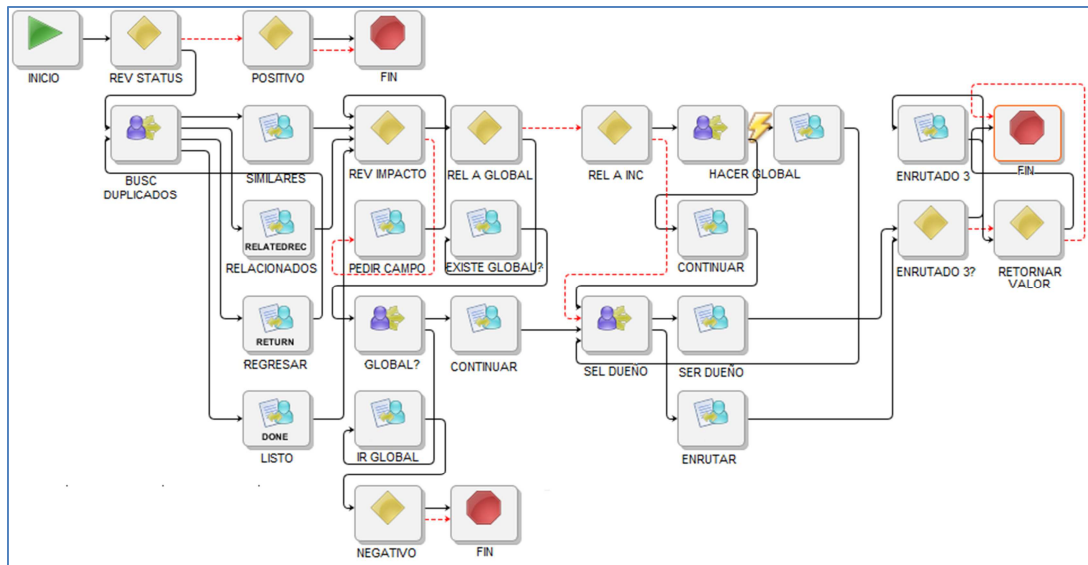 INICIO
REV STATUS
POSITIVO
FIN
BUSC
DUPLICADOS
SIMILARES
REV IMPACTO
REL A GLOBAL
REL A INC
HACER GLOBAL
ENRUTADO 3
FIN
RELATEDREC
RELACIONADOS
PEDIR CAMPO
EXISTE GLOBAL?
CONTINUAR
ENRUTADO 3?
RETORNAR
VALOR
RETURN
REGRESAR
GLOBAL?
CONTINUAR
SEL DUEÑO
SER DUEÑO
DONE
LISTO
IR GLOBAL
ENRUTAR
NEGATIVO
FIN